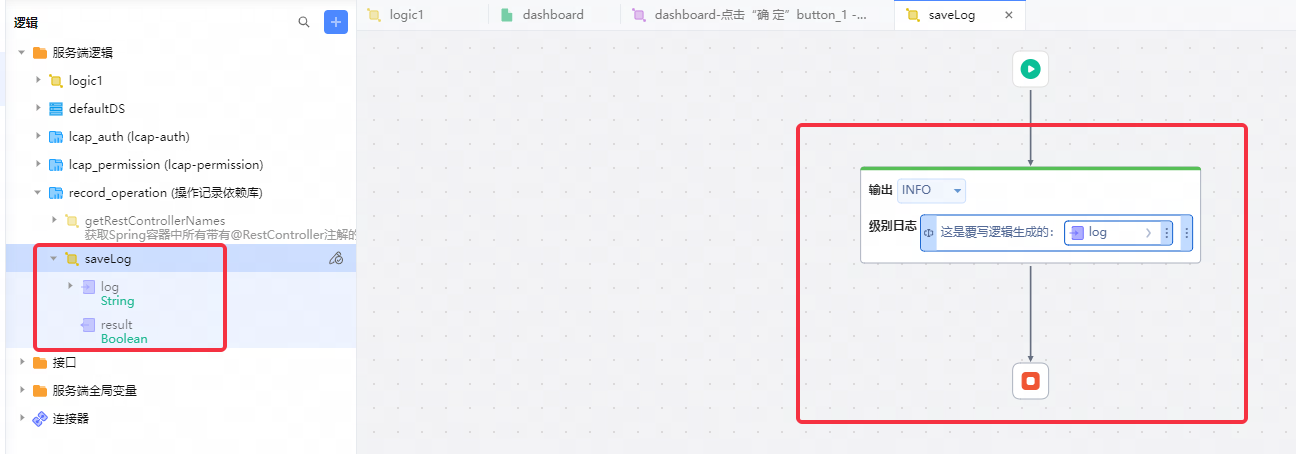 逻辑
logic1
dashboard
dashboard-点击“确 定”button_1 -...
saveLog
服务端逻辑
logic1
defaultDS
lcap_auth (lcap-auth)
lcap_permission (lcap-permission)
record_operation (操作记录依赖库)
getRestControllerNames
获取Spring容器中所有带有@RestController注解的
saveLog
log
String
result
Boolean
接口
服务端全局变量
连接器
输出 INFO
级别日志 这是覆写逻辑生成的： log